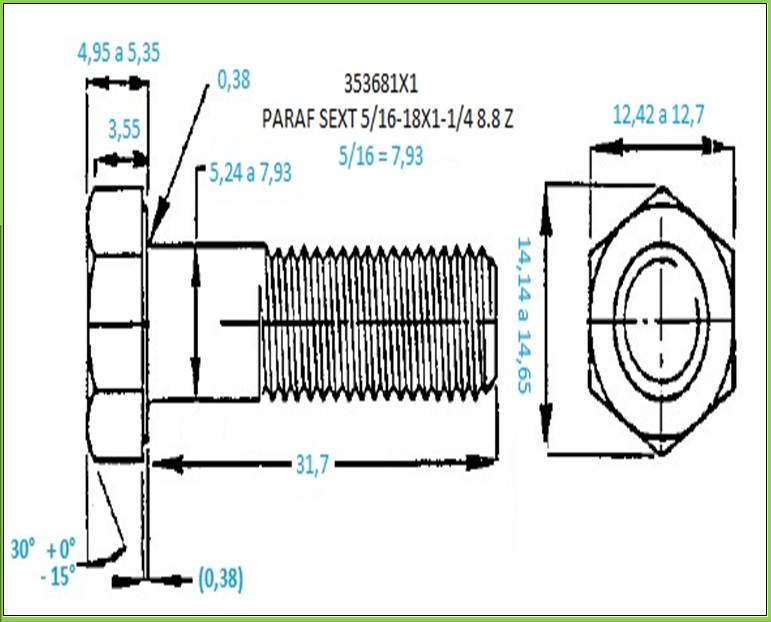 4,95 a 5,35
0,38
353681X1
3,55
PARAF SEXT 5/16-18X1-1/4 8.8 Z
12,42 a 12,7
5/16 = 7,93
5,24 a 7,93
14,14 a 14,65
31,7
30° + 0°
- 15°
(0,38)